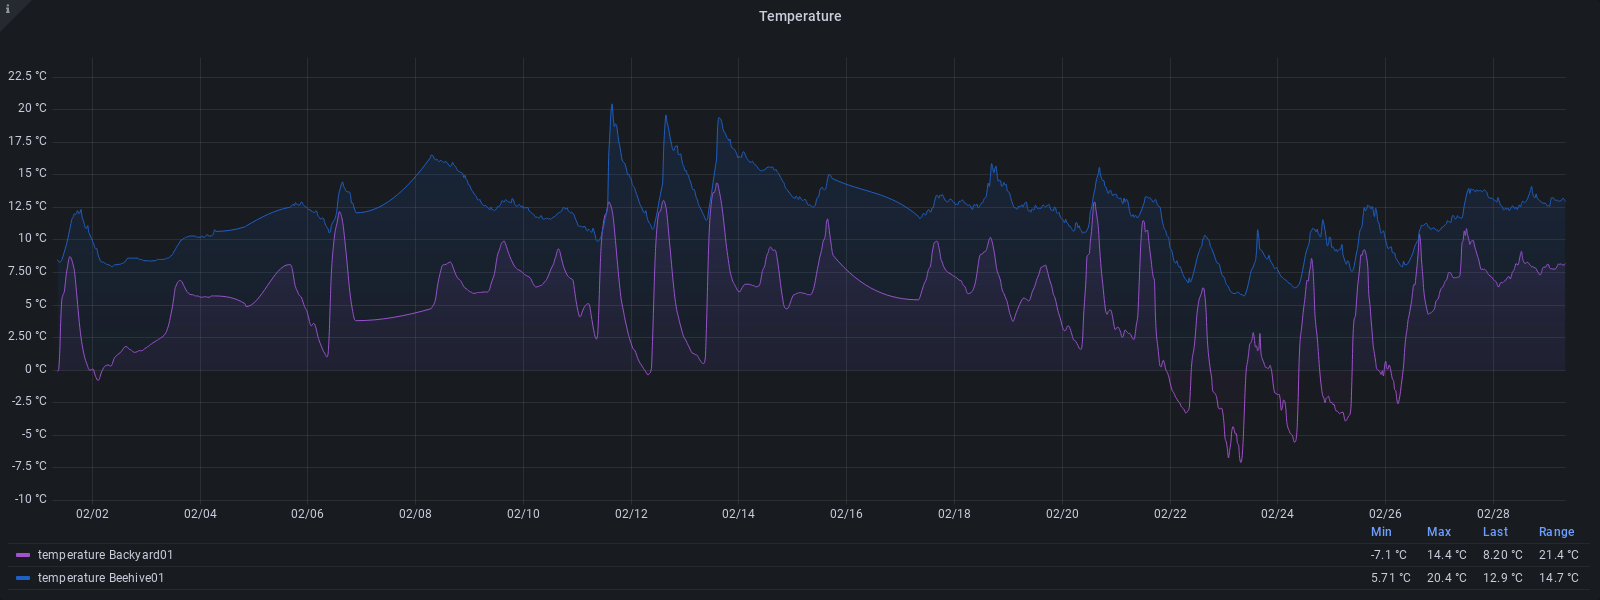 i
Temperature
22.5 °C
20 °C
17.5 °C
15 °C
12.5 °C
10 °C
7.50 °C
5 °C
2.50 °C
0 °C
-2.5 °C
-5 °C
-7.5 °C
-10 °C
02/02 02/04 02/06 02/08 02/10 02/12 02/14 02/16 02/18 02/20 02/22 02/24 02/26 02/28
Min Max Last Range
temperature Backyard01 -7.1 °C 14.4 °C 8.20 °C 21.4 °C
temperature Beehive01 5.71 °C 20.4 °C 12.9 °C 14.7 °C